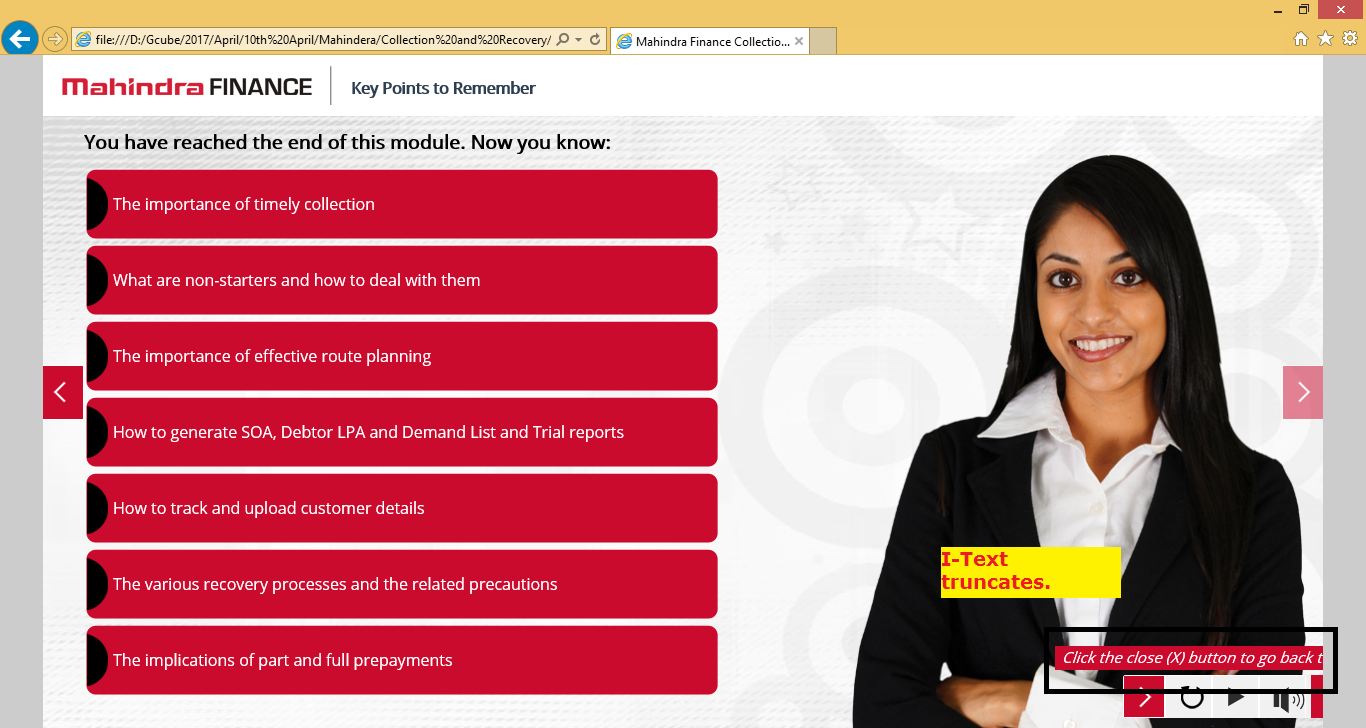 file:///D:/Gcube/2017/April/10th%20April/Mahindera/Collection%20and%20Recovery/
Mahindra Finance Collectio...
Mahindra FINANCE
Key Points to Remember
You have reached the end of this module. Now you know:
The importance of timely collection
What are non-starters and how to deal with them
The importance of effective route planning
How to generate SOA, Debtor LPA and Demand List and Trial reports
How to track and upload customer details
The various recovery processes and the related precautions
The implications of part and full prepayments
I-Text
truncates.
Click the close (X) button to go back t